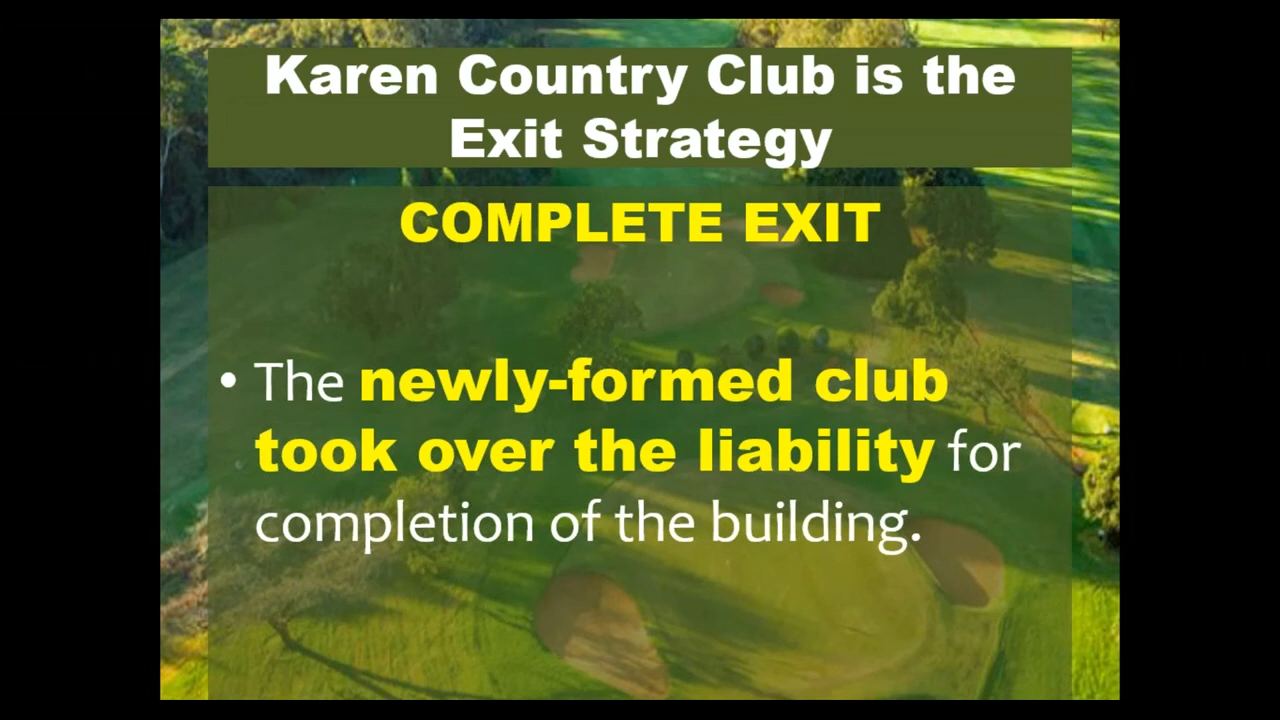 Karen Country Club is the
Exit Strategy
COMPLETE EXIT
• The newly-formed club
took over the liability for
completion of the building.